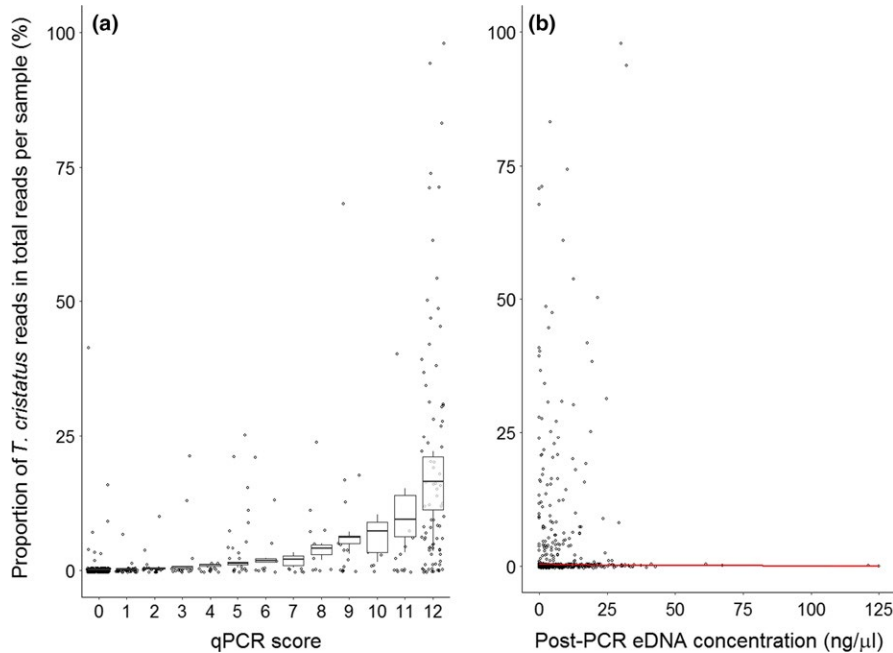 (a)
(b)
Proportion of T. cristatus reads in total reads per sample (%)
100
75
50
25
0
0 1 2 3 4 5 6 7 8 9 10 11 12
qPCR score
100
75
50
25
0
0 25 50 75 100 125
Post-PCR eDNA concentration (ng/µl)